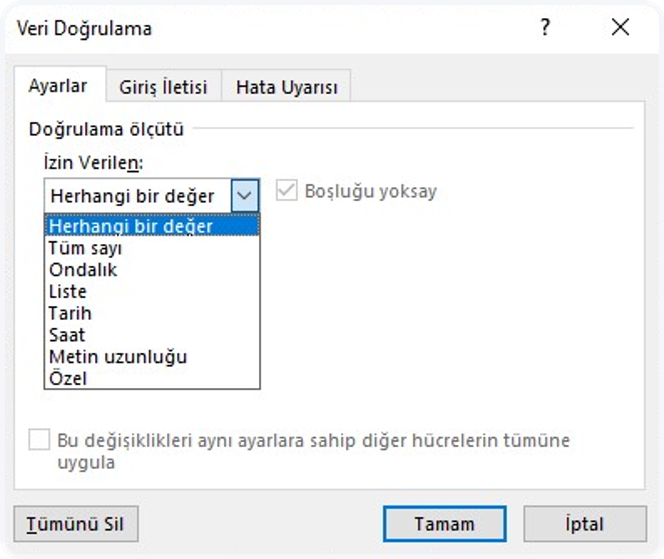 Veri Doğrulama
?
Ayarlar
Giriş İletisi
Hata Uyarısı
Doğrulama ölçütü
İzin Verilen:
Herhangi bir değer
Boşluğu yoksay
Herhangi bir değer
Tüm sayı
Ondalık
Liste
Tarih
Saat
Metin uzunluğu
Özel
Bu değişiklikleri aynı ayarlara sahip diğer hücrelerin tümüne
uygula
Tümünü Sil
Tamam
İptal